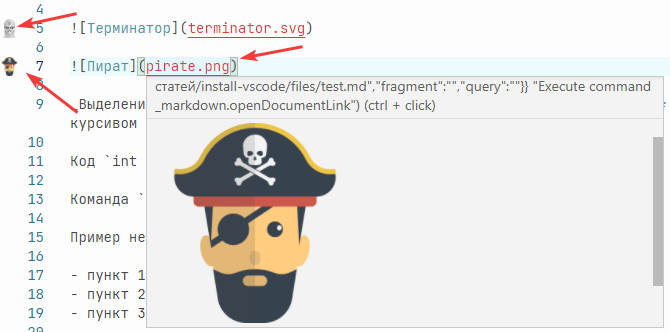 4
5 ![Терминатор](terminator.svg)
6
7 ![Пират](pirate.png)
8 статей/install-vscode/files/test.md","fragment":"","query":""}} "Execute command
9 _Выделени _markdown.openDocumentLink") (ctrl + click)
курсивом
10
11 Код `int
12
13 Команда `
14
15 Пример не
16
17 - пункт 1
18 - пункт 2
19 - пункт 3
20